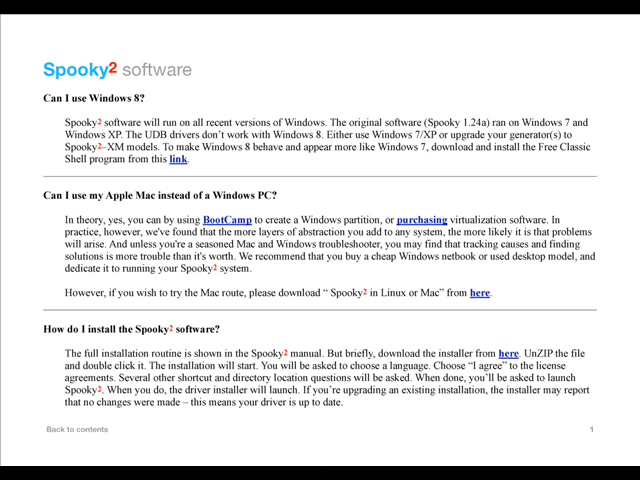 Spooky2 software
Can I use Windows 8?
Spooky2 software will run on all recent versions of Windows. The original software (Spooky 1.24a) ran on Windows 7 and
Windows XP. The UDB drivers don’t work with Windows 8. Either use Windows 7/XP or upgrade your generator(s) to
Spooky2–XM models. To make Windows 8 behave and appear more like Windows 7, download and install the Free Classic
Shell program from this link.
Can I use my Apple Mac instead of a Windows PC?
In theory, yes, you can by using BootCamp to create a Windows partition, or purchasing virtualization software. In
practice, however, we've found that the more layers of abstraction you add to any system, the more likely it is that problems
will arise. And unless you're a seasoned Mac and Windows troubleshooter, you may find that tracking causes and finding
solutions is more trouble than it's worth. We recommend that you buy a cheap Windows netbook or used desktop model, and
dedicate it to running your Spooky2 system.
However, if you wish to try the Mac route, please download “ Spooky2 in Linux or Mac” from here.
How do I install the Spooky2 software?
The full installation routine is shown in the Spooky2 manual. But briefly, download the installer from here. UnZIP the file
and double click it. The installation will start. You will be asked to choose a language. Choose “I agree” to the license
agreements. Several other shortcut and directory location questions will be asked. When done, you’ll be asked to launch
Spooky2. When you do, the driver installer will launch. If you’re upgrading an existing installation, the installer may report
that no changes were made – this means your driver is up to date.
Back to contents
1